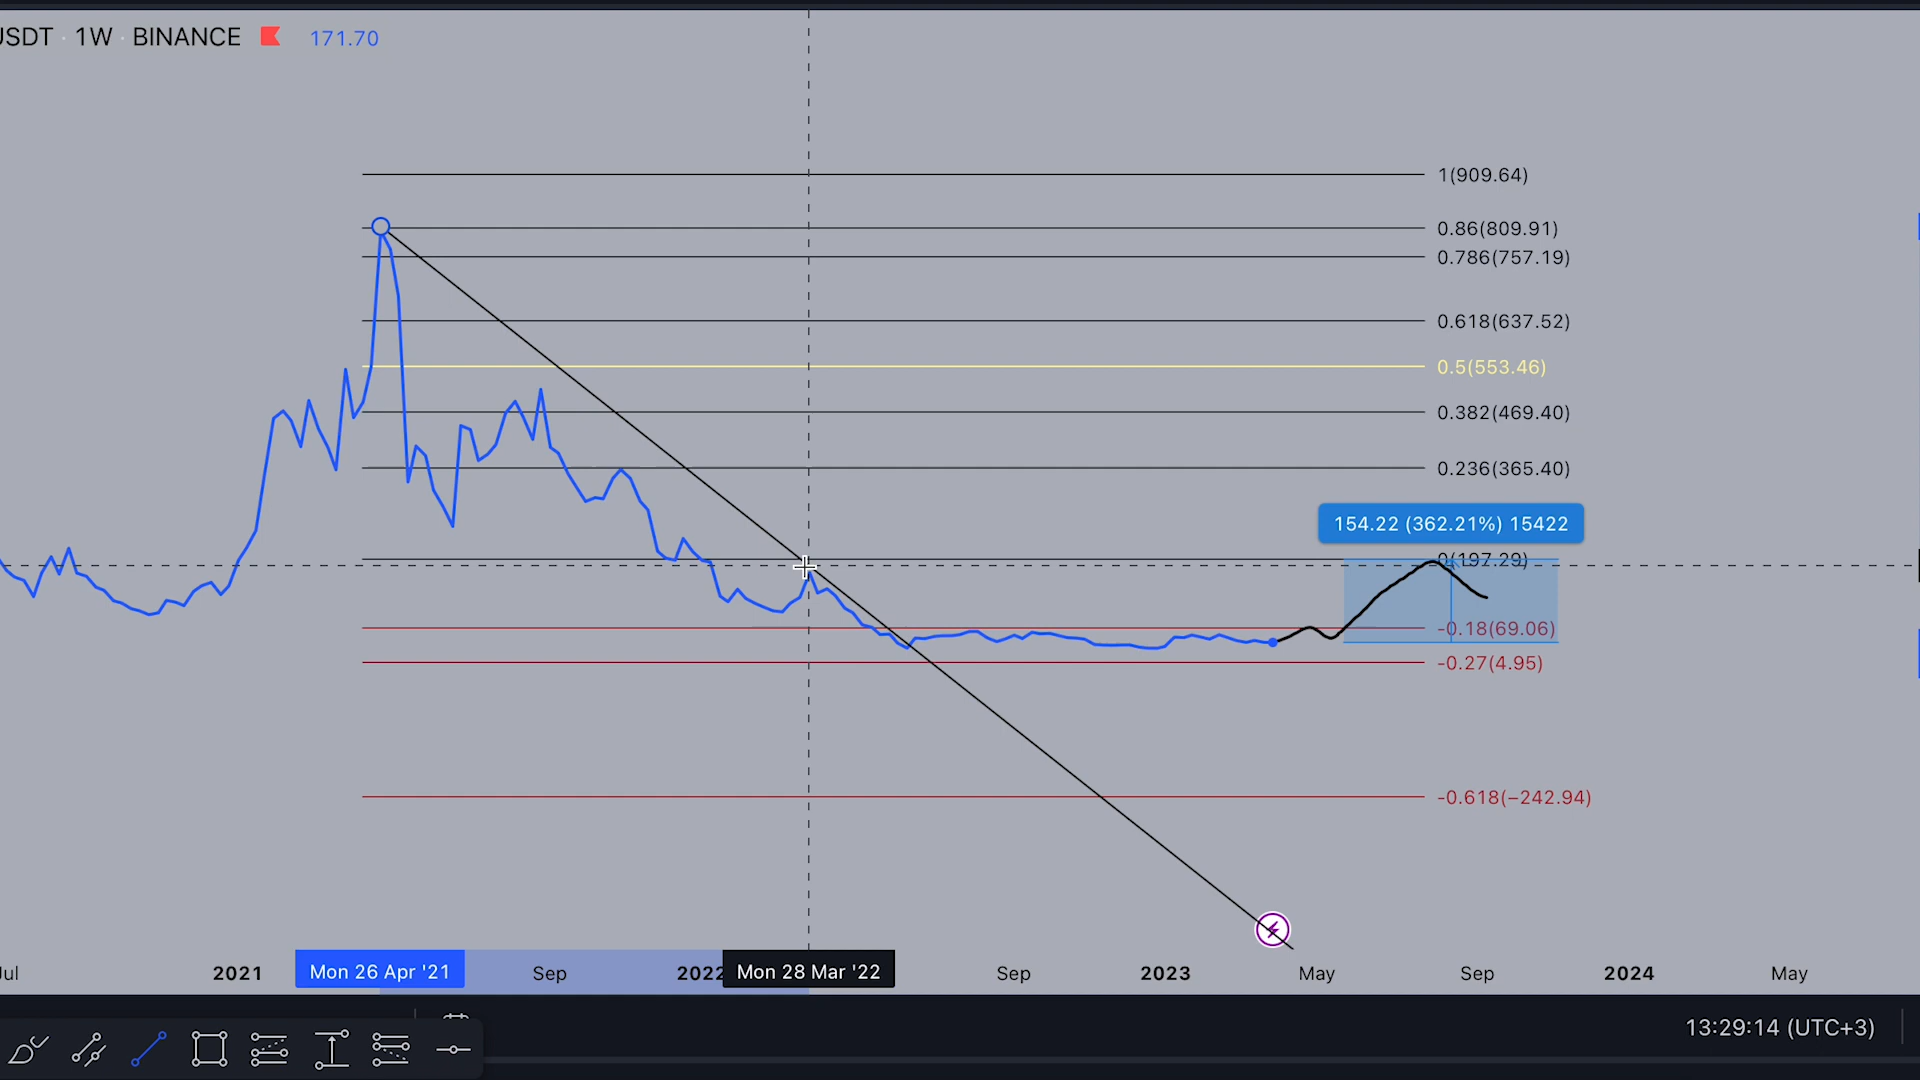 USDT · 1W · BINANCE 171.70
1(909.64)
0.86(809.91)
0.786(757.19)
0.618(637.52)
0.5(553.46)
0.382(469.40)
0.236(365.40)
154.22 (362.21%) 15422
0(197.29)
-0.18(69.06)
-0.27(4.95)
-0.618(−242.94)
Jul 2021 Mon 26 Apr '21 Sep 2022 Mon 28 Mar '22 Sep 2023 May Sep 2024 May
13:29:14 (UTC+3)